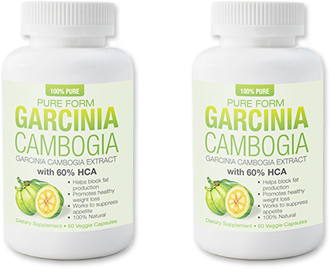 100% PURE
PURE FORM
GARCINIA
CAMBOGIA
GARCINIA CAMBOGIA EXTRACT
with 60% HCA
• Helps block fat
production
• Promotes healthy
weight loss
• Works to suppress
appetite
• 100% Natural
Dietary Supplement • 60 Veggie Capsules
100% PURE
PURE FORM
GARCINIA
CAMBOGIA
GARCINIA CAMBOGIA EXTRACT
with 60% HCA
• Helps block fat
production
• Promotes healthy
weight loss
• Works to suppress
appetite
• 100% Natural
Dietary Supplement • 60 Veggie Capsules